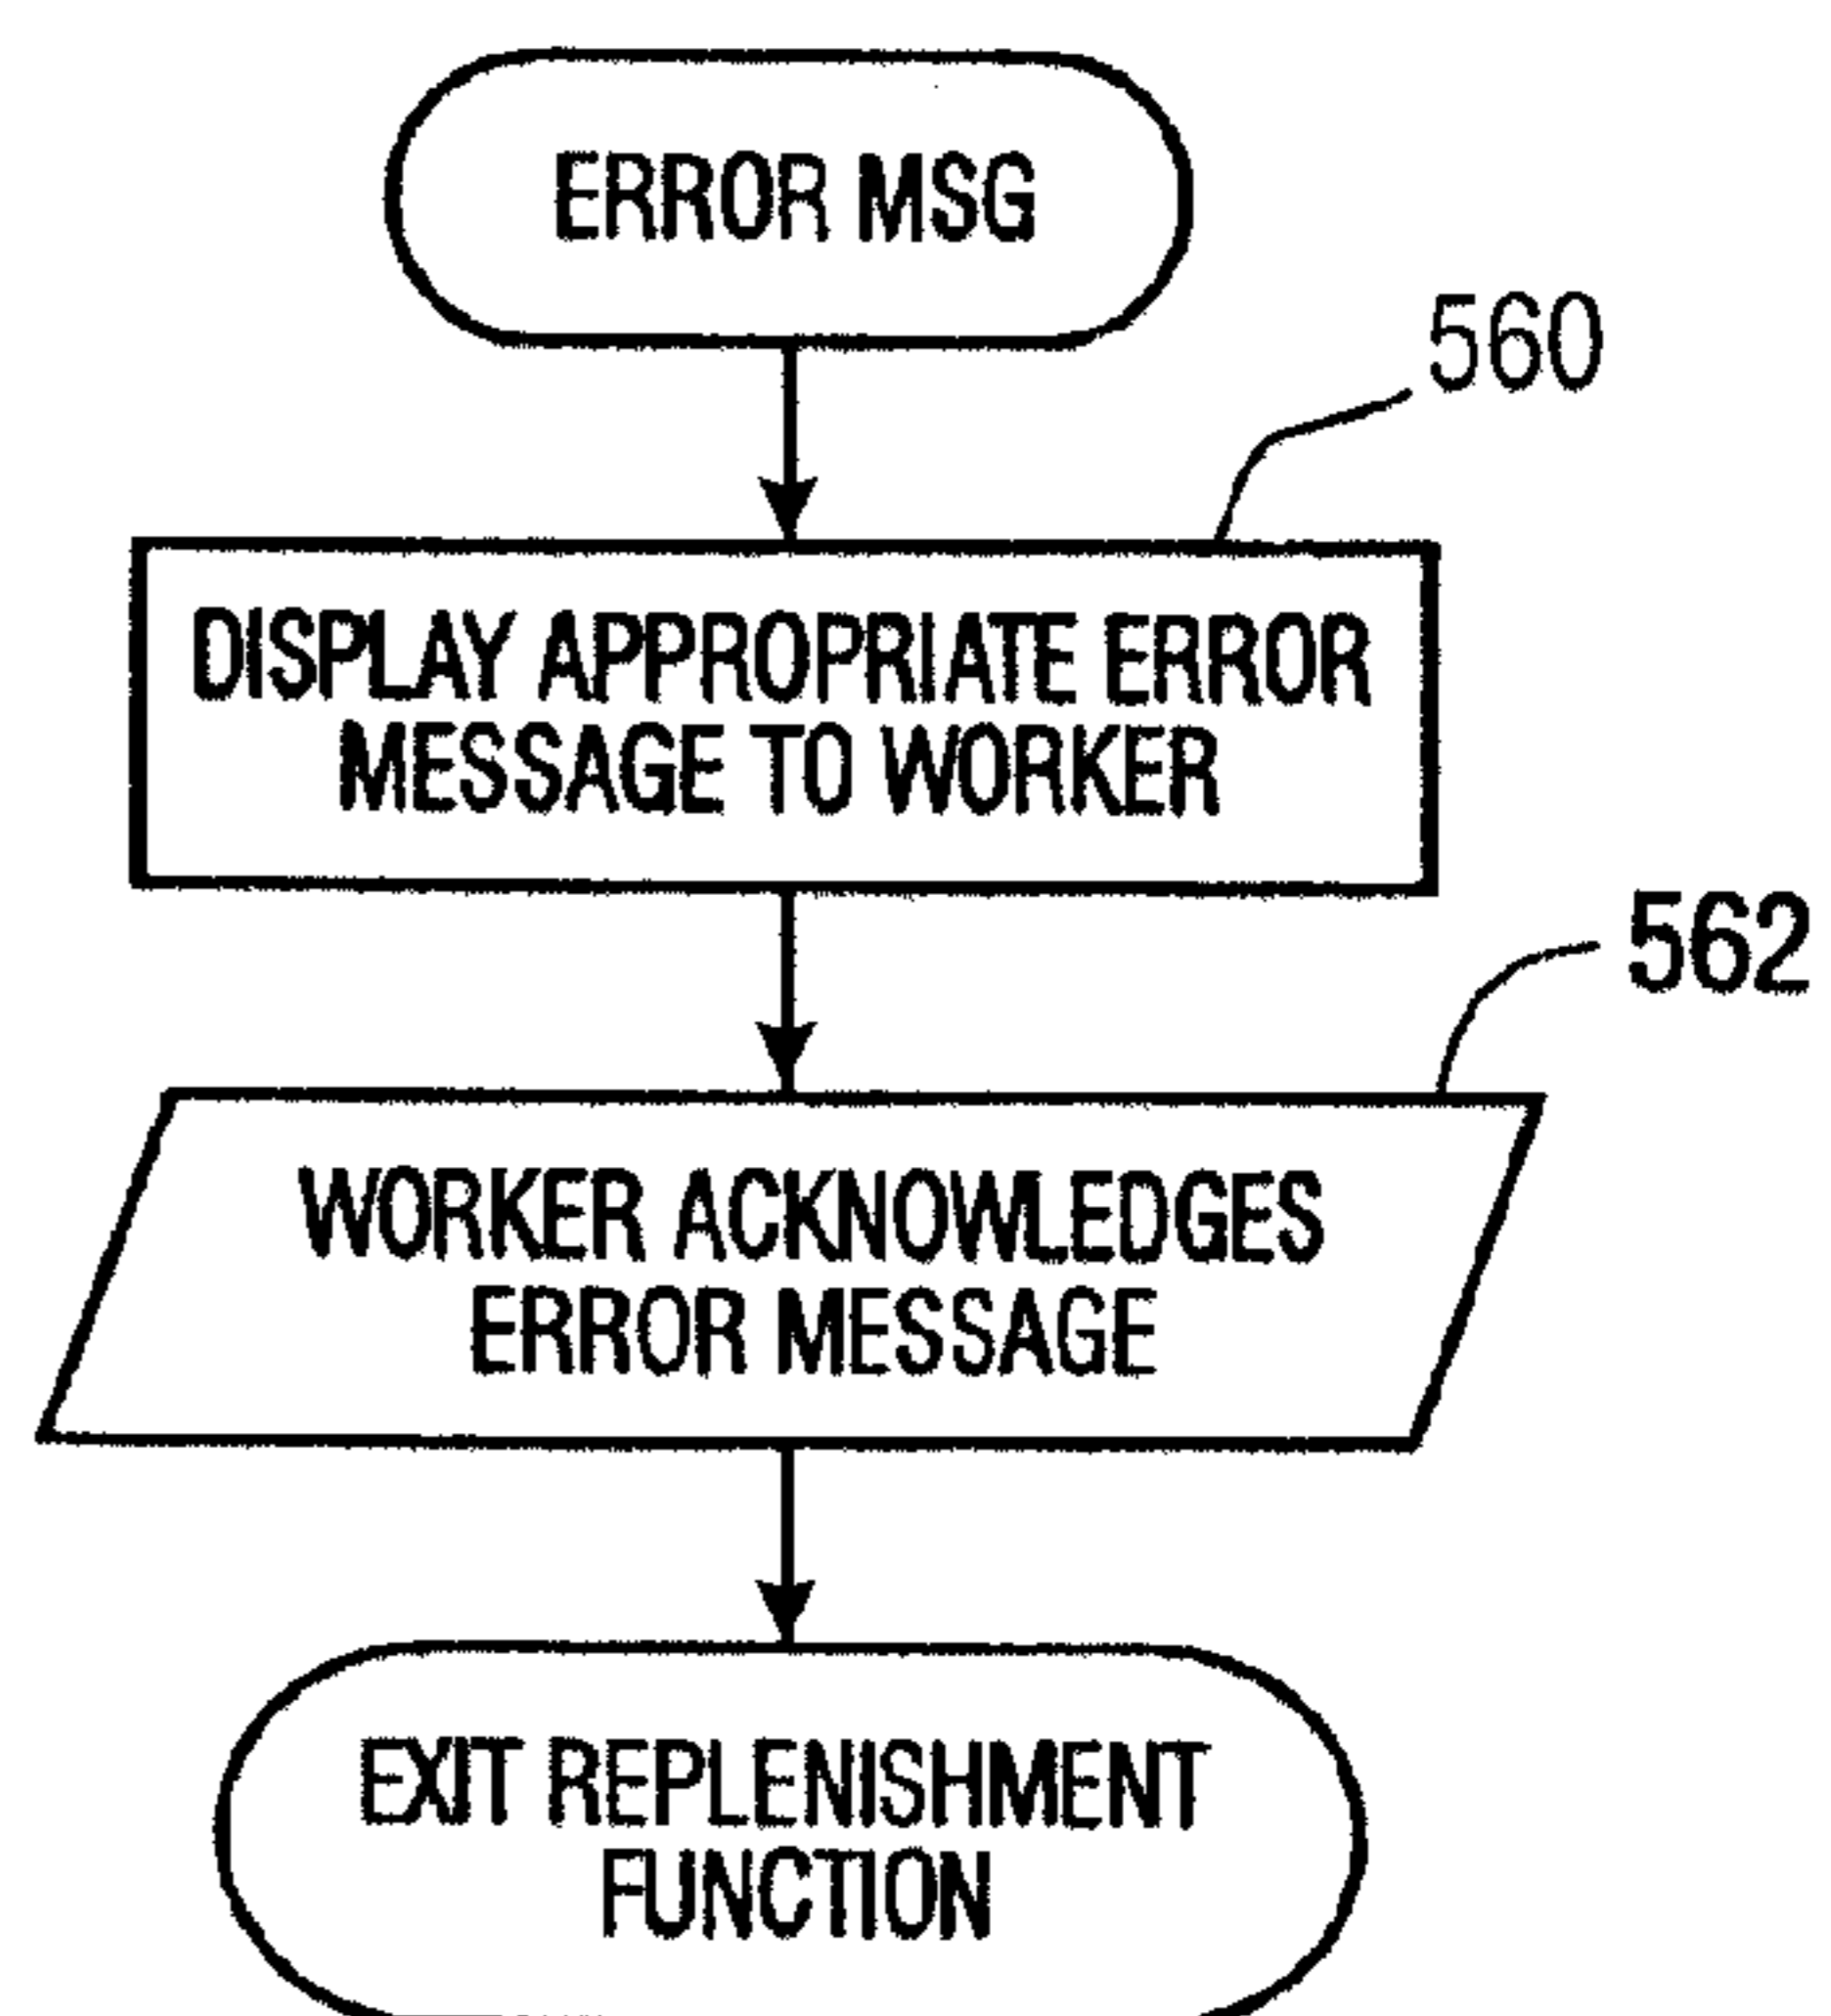 ERROR MSG
560
DISPLAY APPROPRIATE ERROR
MESSAGE TO WORKER
562
WORKER ACKNOWLEDGES
ERROR MESSAGE
EXIT REPLENISHMENT
FUNCTION